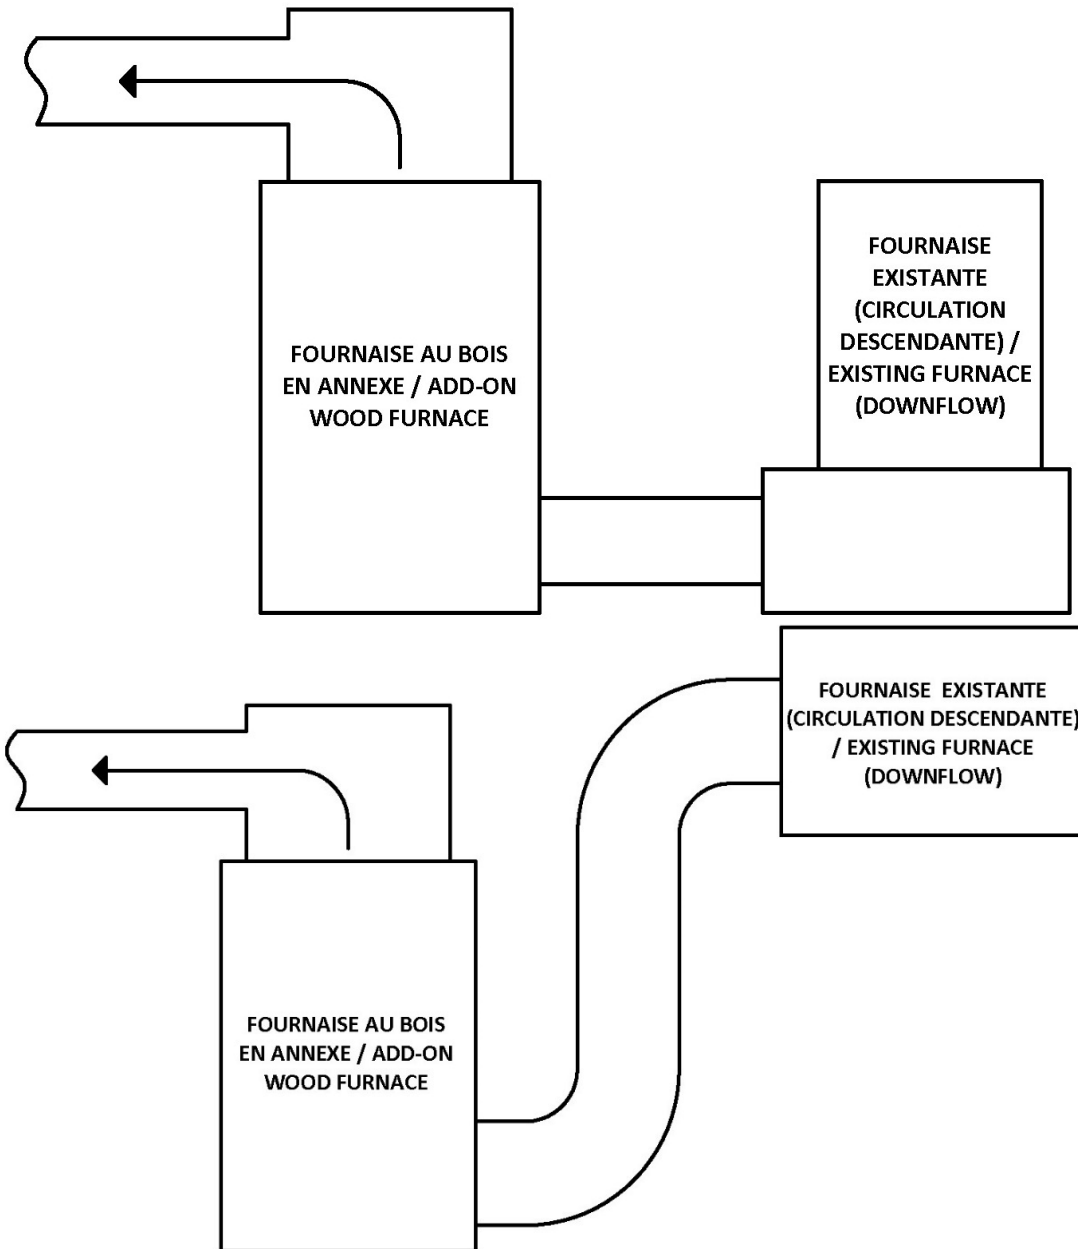 FOURNAISE
EXISTANTE
(CIRCULATION
DESCENDANTE) /
EXISTING FURNACE
(DOWNFLOW)
FOURNAISE AU BOIS
EN ANNEXE / ADD-ON
WOOD FURNACE
FOURNAISE  EXISTANTE
(CIRCULATION DESCENDANTE)
/ EXISTING FURNACE
(DOWNFLOW)
FOURNAISE AU BOIS
EN ANNEXE / ADD-ON
WOOD FURNACE